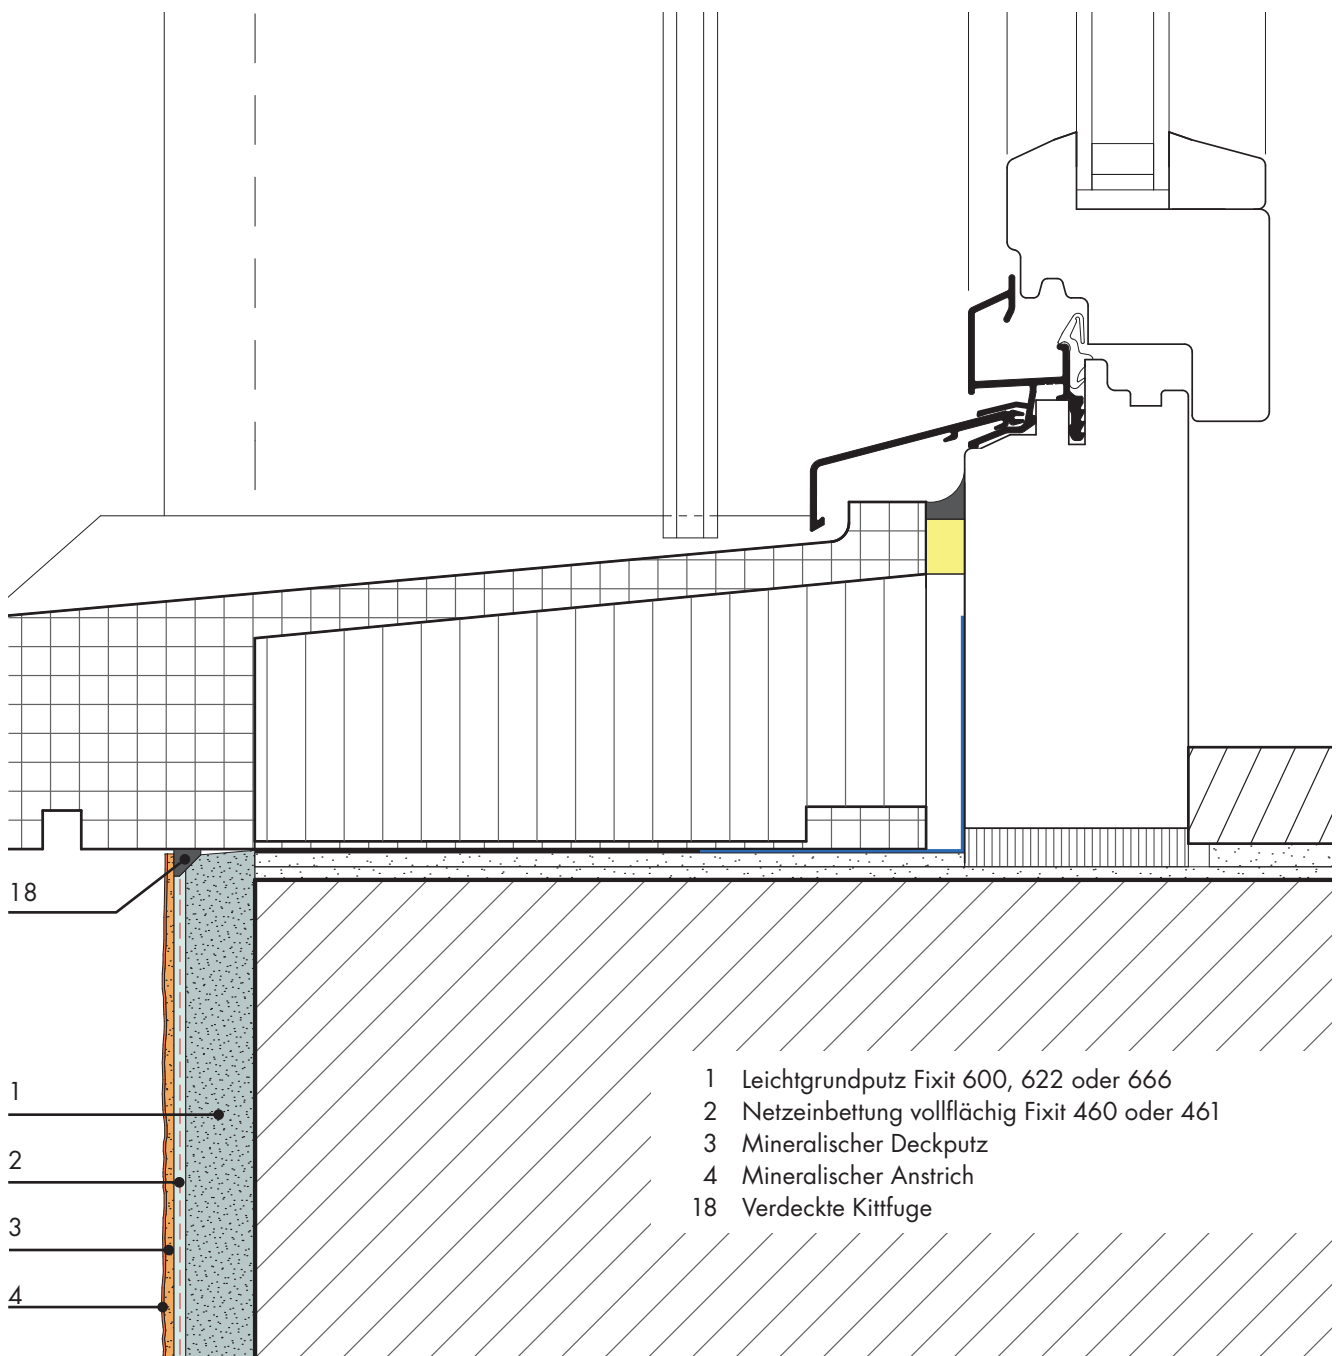 18
1
2
3
4
1 Leichtgrundputz Fixit 600, 622 oder 666
2 Netzeinbettung vollflächig Fixit 460 oder 461
3 Mineralischer Deckputz
4 Mineralischer Anstrich
18 Verdeckte Kittfuge